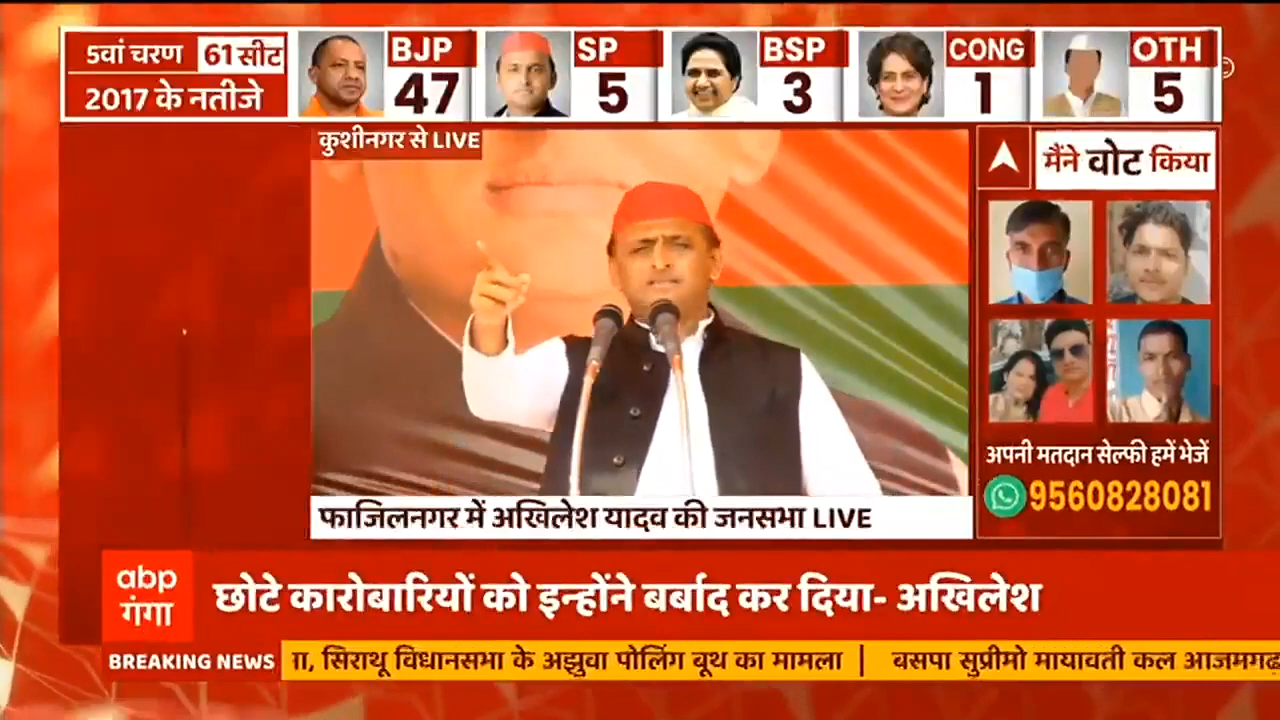 5वां चरण 61 सीट
2017 के नतीजे
BJP
47
SP
5
BSP
3
CONG
1
OTH
5
कुशीनगर से LIVE
मैंने वोट किया
अपनी मतदान सेल्फी हमें भेजें
9560828081
फाजिलनगर में अखिलेश यादव की जनसभा LIVE
abp
गंगा
छोटे कारोबारियों को इन्होंने बर्बाद कर दिया- अखिलेश
BREAKING NEWS
सिराथू विधानसभा के अझुवा पोलिंग बूथ का मामला | बसपा सुप्रीमो मायावती कल आजमगढ़